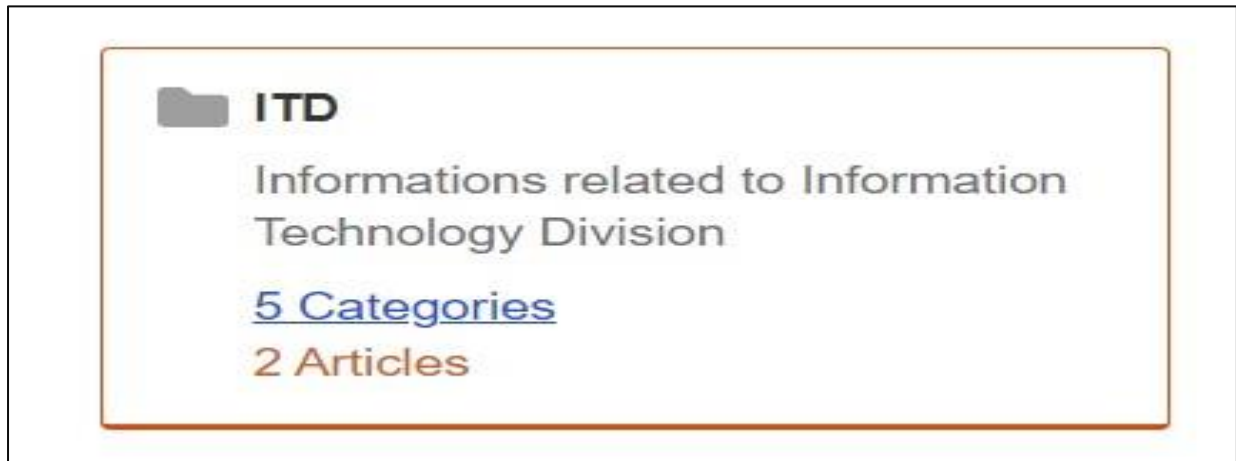 ITD
Informations related to Information
Technology Division
5 Categories
2 Articles